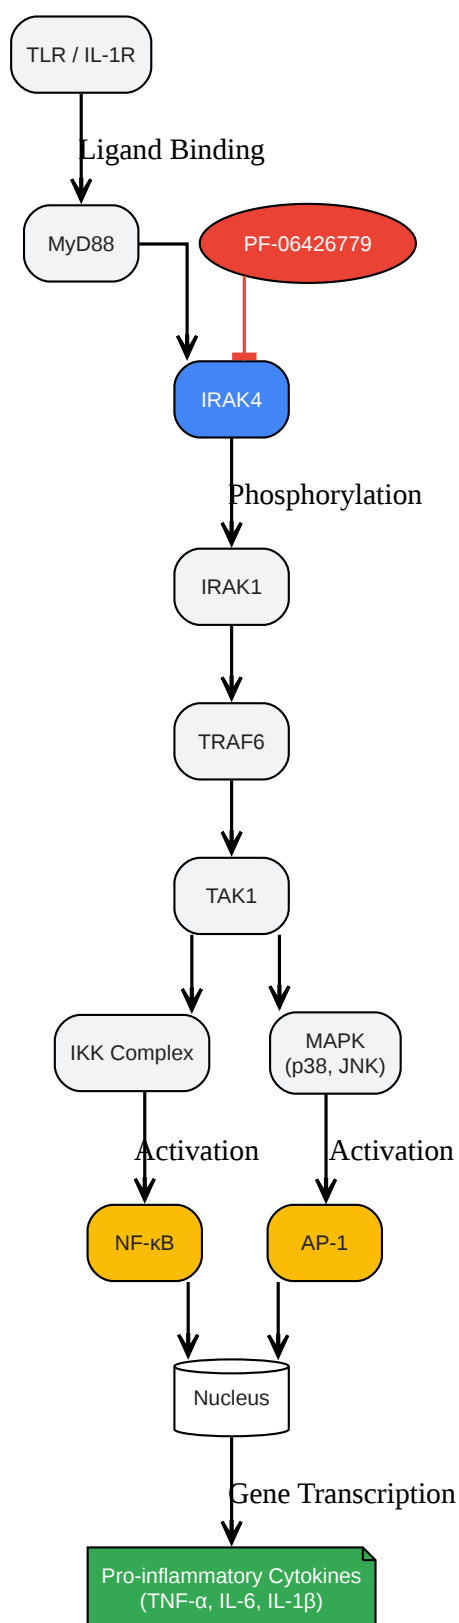 TLR / IL-1R
Ligand Binding
MyD88
PF-06426779
IRAK4
Phosphorylation
IRAK1
TRAF6
TAK1
IKK Complex
MAPK
(p38, JNK)
Activation
Activation
NF-κB
AP-1
Nucleus
Gene Transcription
Pro-inflammatory Cytokines
(TNF-α, IL-6, IL-1β)